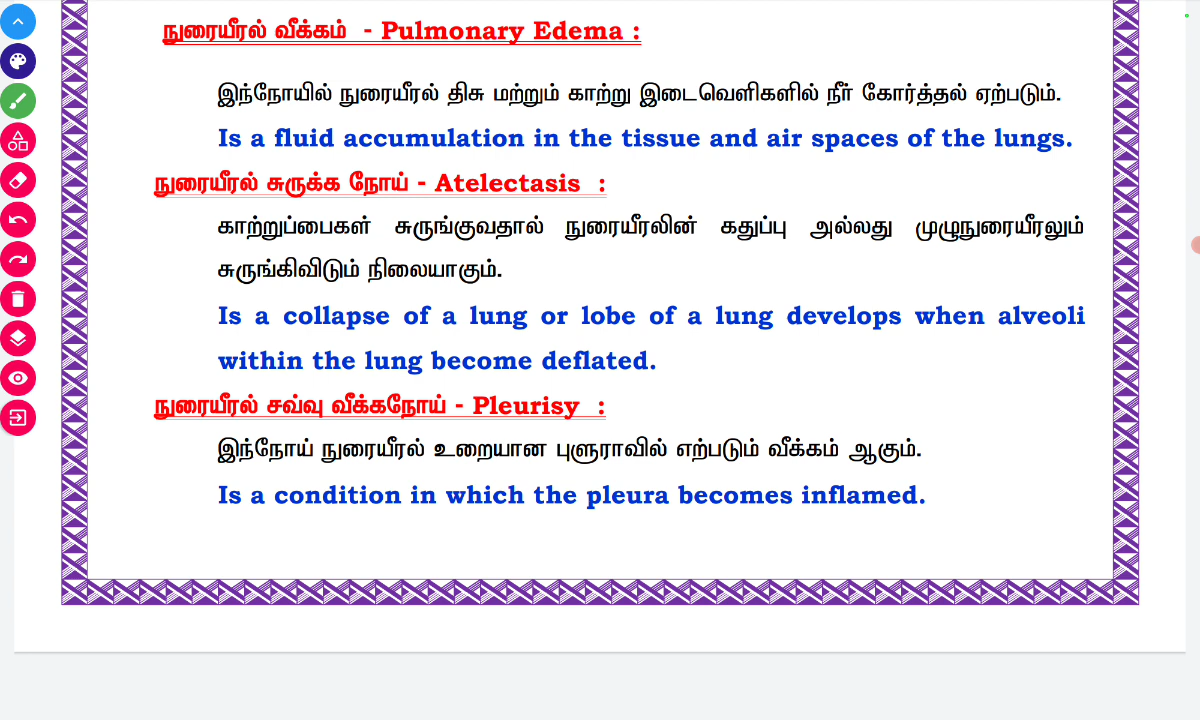 நுரையீரல் வீக்கம் - Pulmonary Edema :
இந்நோயில் நுரையீரல் திசு மற்றும் காற்று இடைவெளிகளில் நீர் கோர்த்தல் ஏற்படும்.
Is a fluid accumulation in the tissue and air spaces of the lungs.
நுரையீரல் சுருக்க நோய் - Atelectasis :
காற்றுப்பைகள் சுருங்குவதால் நுரையீரலின் கதுப்பு அல்லது முழுநுரையீரலும்
சுருங்கிவிடும் நிலையாகும்.
Is a collapse of a lung or lobe of a lung develops when alveoli
within the lung become deflated.
நுரையீரல் சவ்வு வீக்கநோய் - Pleurisy :
இந்நோய் நுரையீரல் உறையான புளுராவில் எற்படும் வீக்கம் ஆகும்.
Is a condition in which the pleura becomes inflamed.